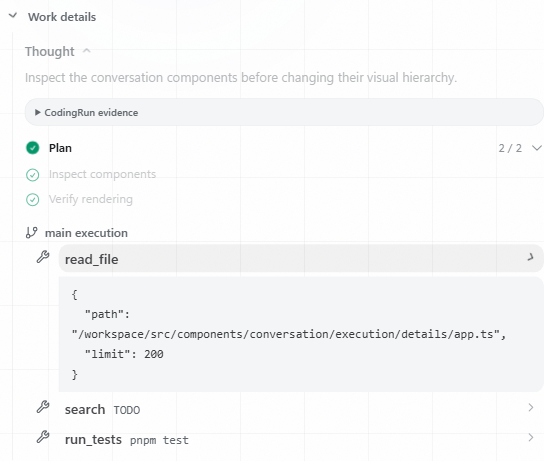 Work details
Thought
Inspect the conversation components before changing their visual hierarchy.
CodingRun evidence
Plan 2 / 2
Inspect components
Verify rendering
main execution
read_file
{
"path":
"/workspace/src/components/conversation/execution/details/app.ts",
"limit": 200
}
search TODO
run_tests pnpm test